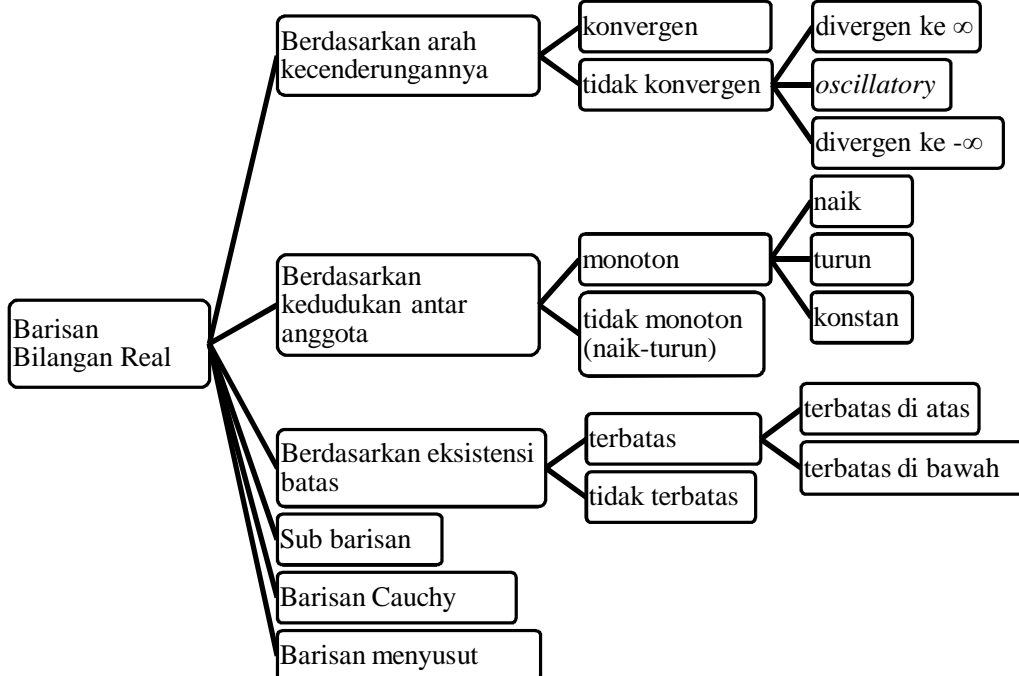 Barisan
Bilangan Real
Berdasarkan arah
kecenderungannya
konvergen
tidak konvergen
divergen ke ∞
oscillatory
divergen ke -∞
Berdasarkan
kedudukan antar
anggota
monoton
naik
turun
konstan
tidak monoton
(naik-turun)
Berdasarkan eksistensi
batas
terbatas
terbatas di atas
terbatas di bawah
tidak terbatas
Sub barisan
Barisan Cauchy
Barisan menyusut